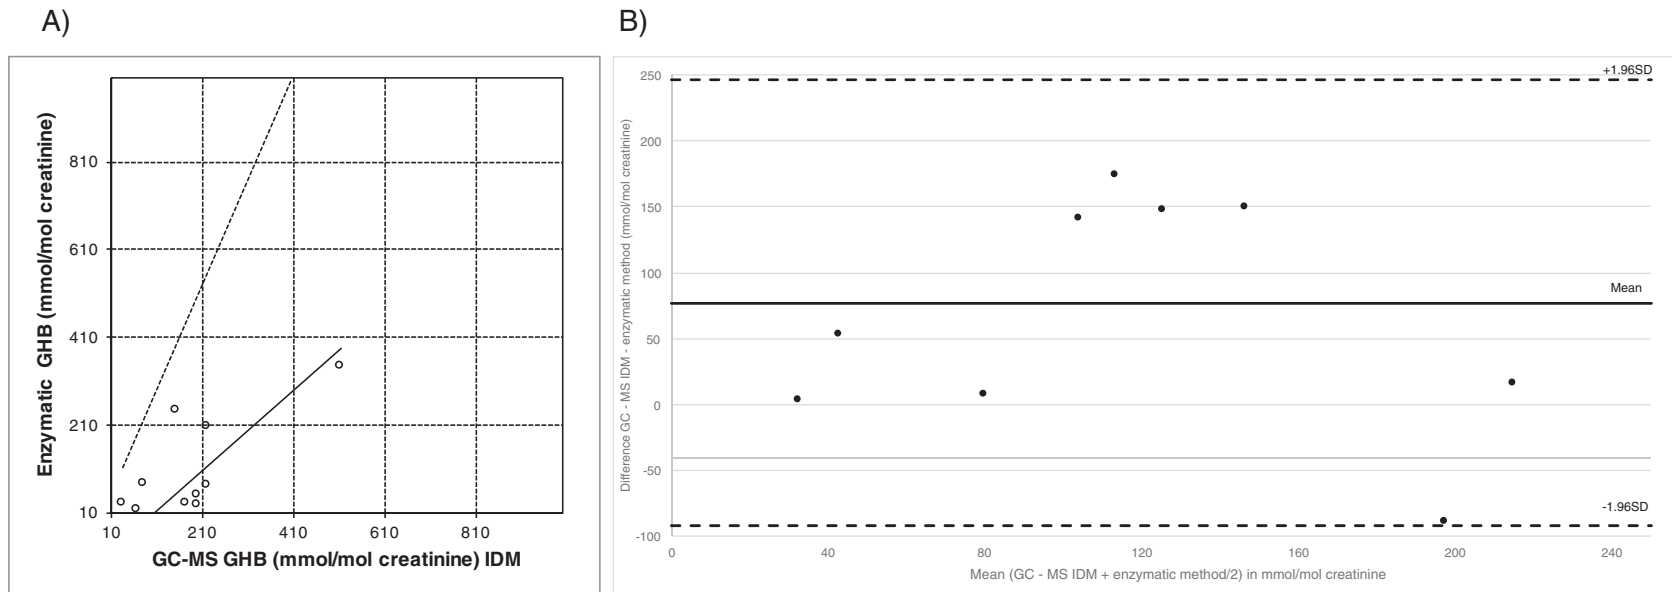 A)
B)
Enzymatic GHB (mmol/mol creatinine)
810
610
410
210
10
10 210 410 610 810
GC-MS GHB (mmol/mol creatinine) IDM
Difference GC - MS IDM - enzymatic method (mmol/mol creatinine)
250
+1.96SD
200
150
100
Mean
50
0
-50
-1.96SD
-100
0 40 80 120 160 200 240
Mean (GC - MS IDM + enzymatic method/2) in mmol/mol creatinine